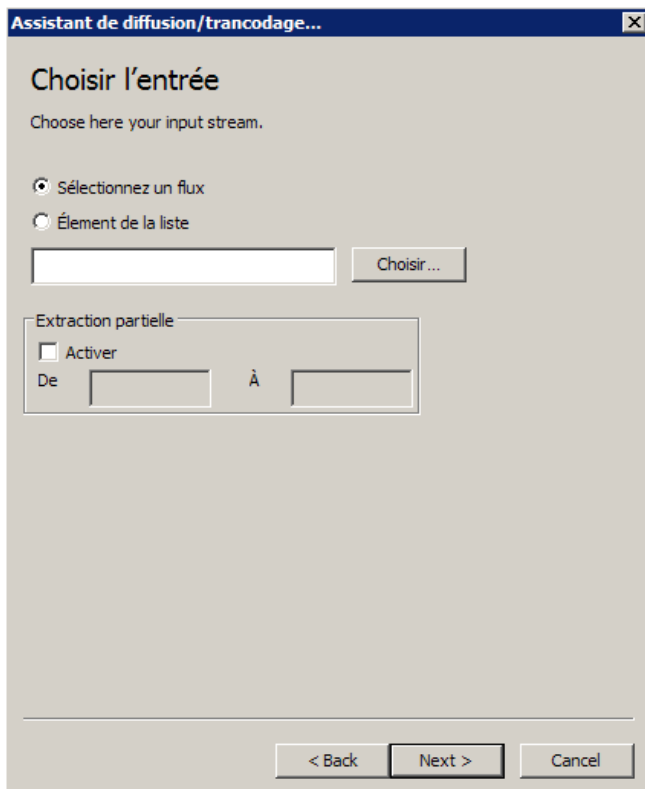 Assistant de diffusion/trancodage...
Choisir l'entrée
Choose here your input stream.
Sélectionnez un flux
Élement de la liste
Choisir...
Extraction partielle
Activer
De À
< Back Next > Cancel